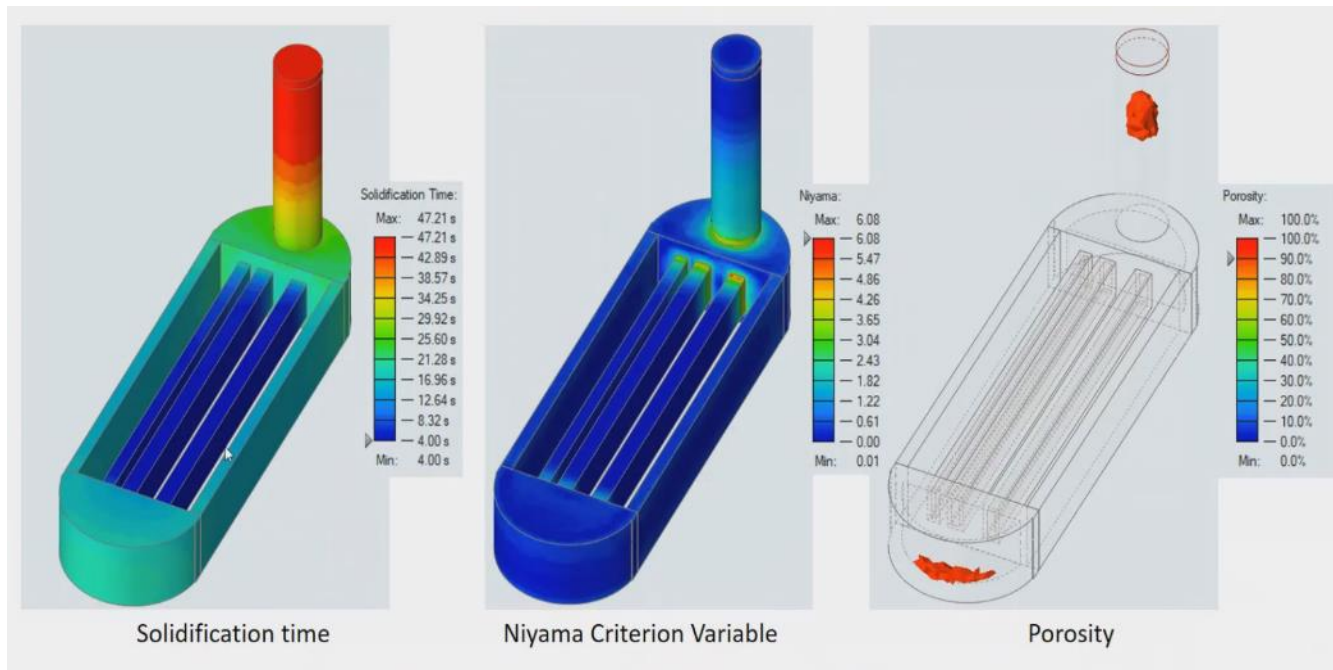 Solidification Time:
Max: 47.21 s
47.21 s
42.89 s
38.57 s
34.25 s
29.92 s
25.60 s
21.28 s
16.96 s
12.64 s
8.32 s
4.00 s
Min: 4.00 s
Niyama:
Max: 6.08
6.08
5.47
4.86
4.26
3.65
3.04
2.43
1.82
1.22
0.61
0.00
Min: 0.01
Porosity:
Max: 100.0%
100.0%
90.0%
80.0%
70.0%
60.0%
50.0%
40.0%
30.0%
20.0%
10.0%
0.0%
Min: 0.0%
Solidification time
Niyama Criterion Variable
Porosity